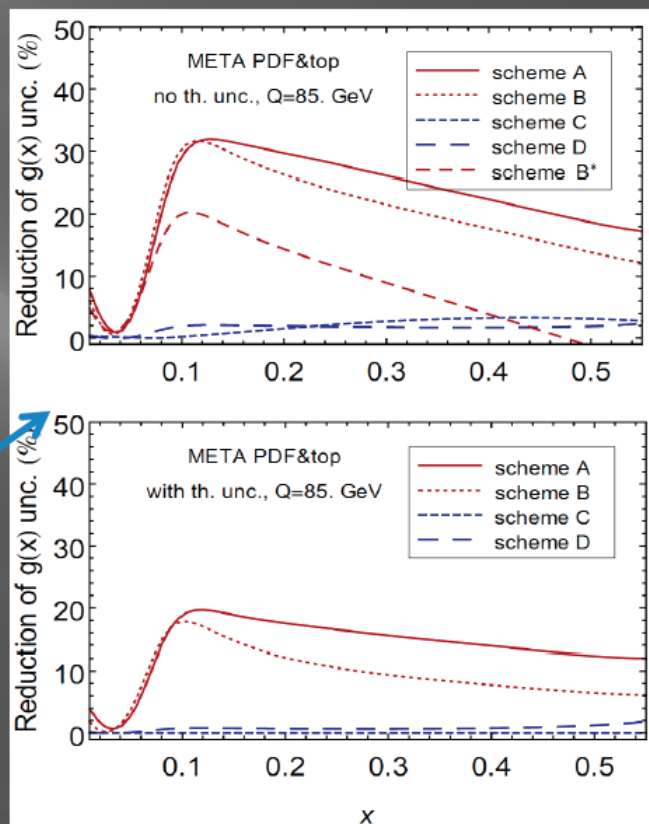 Reduction of g(x) unc. (%)
50
40
30
20
10
0
META PDF&top
no th. unc., Q=85. GeV
scheme A
scheme B
scheme C
scheme D
scheme B*
0.1 0.2 0.3 0.4 0.5
Reduction of g(x) unc. (%)
50
40
30
20
10
0
META PDF&top
with th. unc., Q=85. GeV
scheme A
scheme B
scheme C
scheme D
0.1 0.2 0.3 0.4 0.5
x